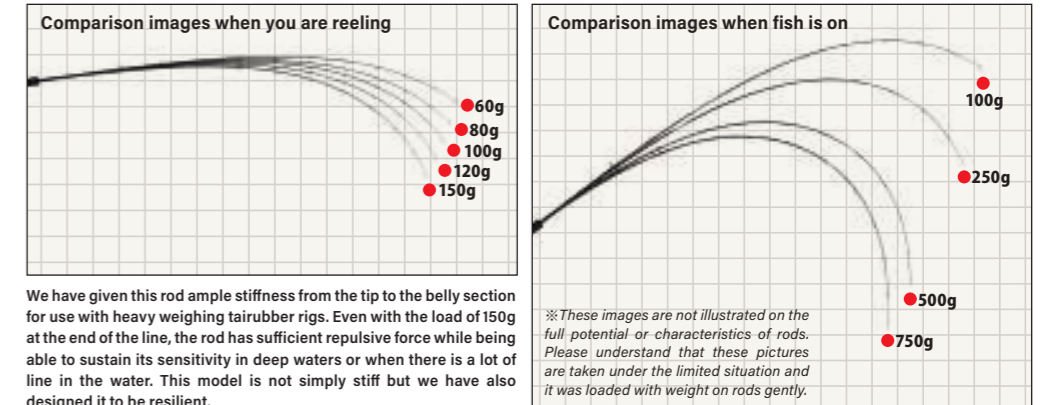 Comparison images when you are reeling
60g
80g
100g
120g
150g
We have given this rod ample stiffness from the tip to the belly section
for use with heavy weighing tairubber rigs. Even with the load of 150g
at the end of the line, the rod has sufficient repulsive force while being
able to sustain its sensitivity in deep waters or when there is a lot of
line in the water. This model is not simply stiff but we have also
designed it to be resilient.
Comparison images when fish is on
100g
250g
500g
750g
※These images are not illustrated on the
full potential or characteristics of rods.
Please understand that these pictures
are taken under the limited situation and
it was loaded with weight on rods gently.